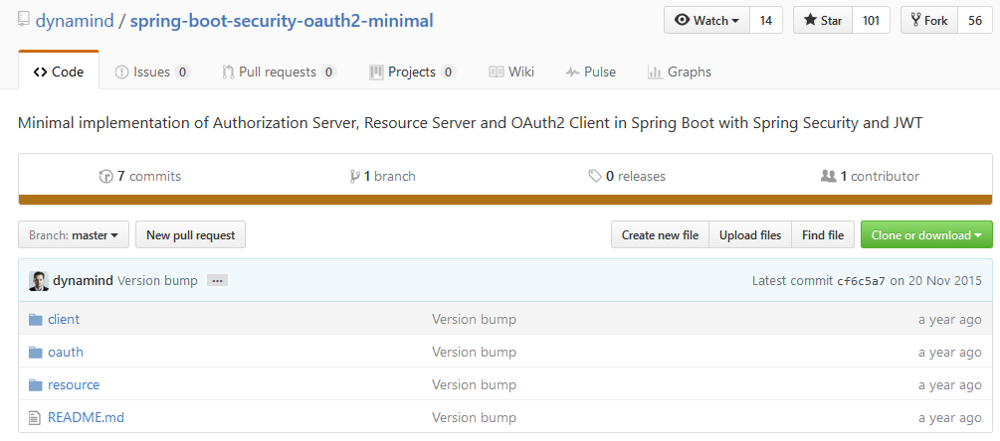 dynamind / spring-boot-security-oauth2-minimal Watch 14 Star 101 Fork 56
Code Issues 0 Pull requests 0 Projects 0 Wiki Pulse Graphs
Minimal implementation of Authorization Server, Resource Server and OAuth2 Client in Spring Boot with Spring Security and JWT
7 commits 1 branch 0 releases 1 contributor
Branch: master New pull request Create new file Upload files Find file Clone or download
dynamind Version bump ... Latest commit cf6c5a7 on 20 Nov 2015
client Version bump a year ago
oauth Version bump a year ago
resource Version bump a year ago
README.md Version bump a year ago